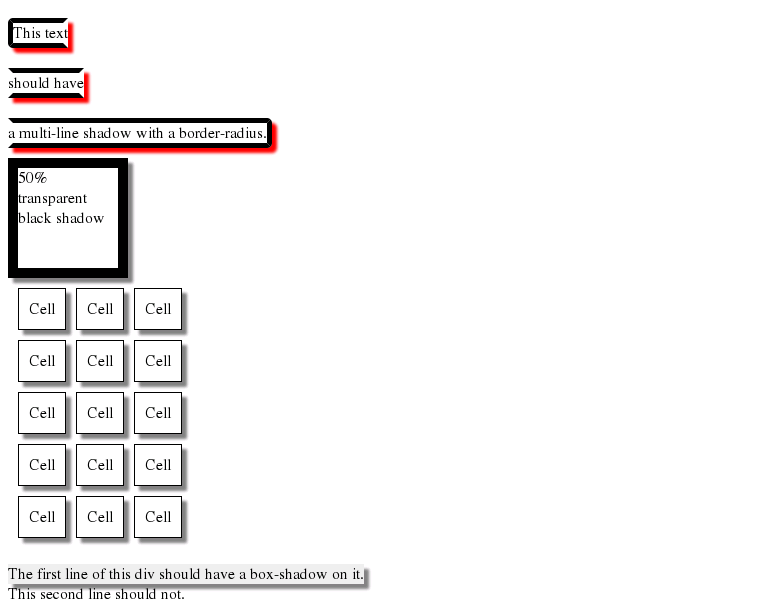 This text
should have
a multi-line shadow with a border-radius.
50%
transparent
black shadow
Cell Cell Cell
Cell Cell Cell
Cell Cell Cell
Cell Cell Cell
Cell Cell Cell
The first line of this div should have a box-shadow on it.
This second line should not.